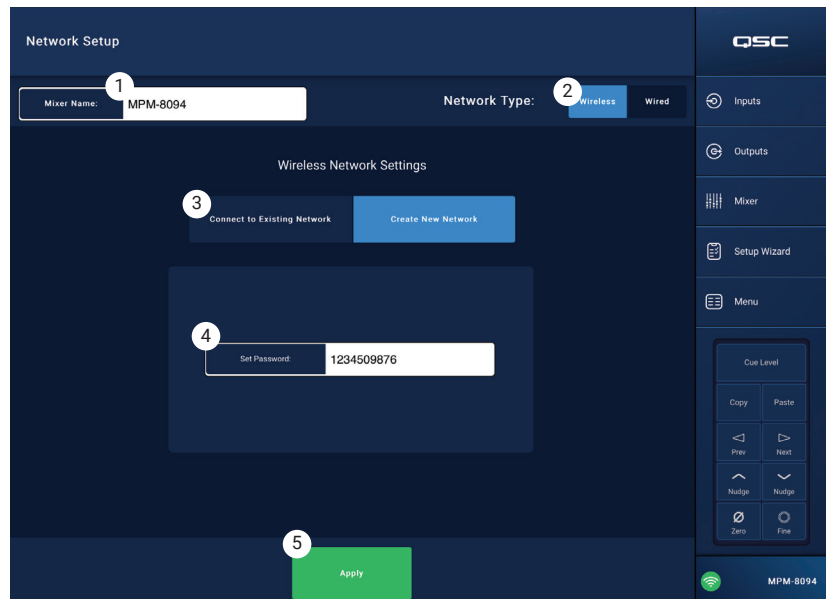 Network Setup
QSC
1
Mixer Name: MPM-8094
Network Type:
2
Wireless Wired
Inputs
Outputs
Wireless Network Settings
3
Connect to Existing Network Create New Network
Mixer
Setup Wizard
Menu
4
Set Password: 1234509876
Cue Level
Copy Paste
Prev Next
Nudge Nudge
Zero Fine
5
Apply
MPM-8094